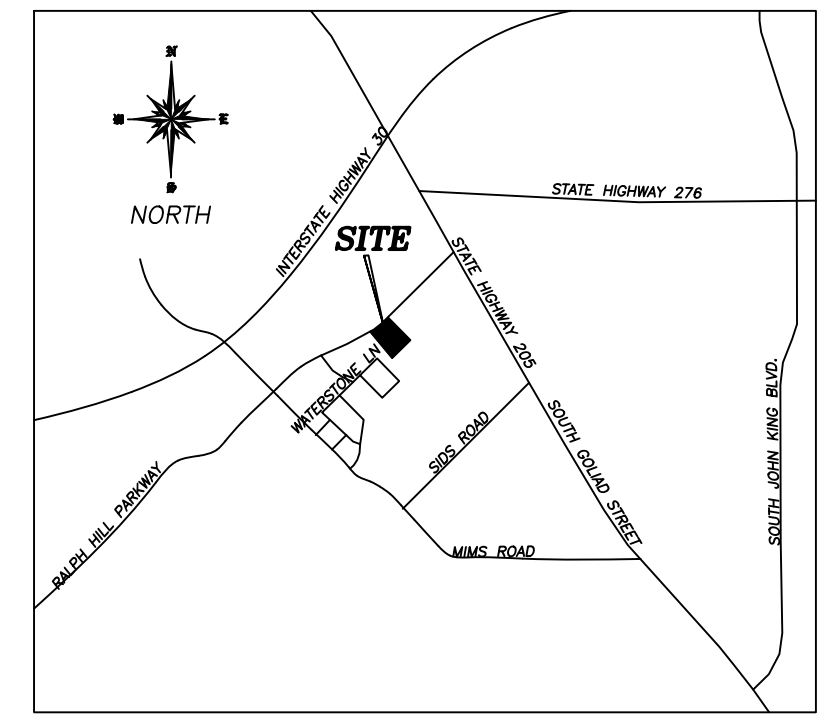 N
S
NORTH
INTERSTATE HIGHWAY 30
STATE HIGHWAY 276
SITE
STATE HIGHWAY 205
WATERSTONE LN
SIDS ROAD
SOUTH GOLIAD STREET
SOUTH JOHN KING BLVD.
RALPH HILL PARKWAY
MIMS ROAD